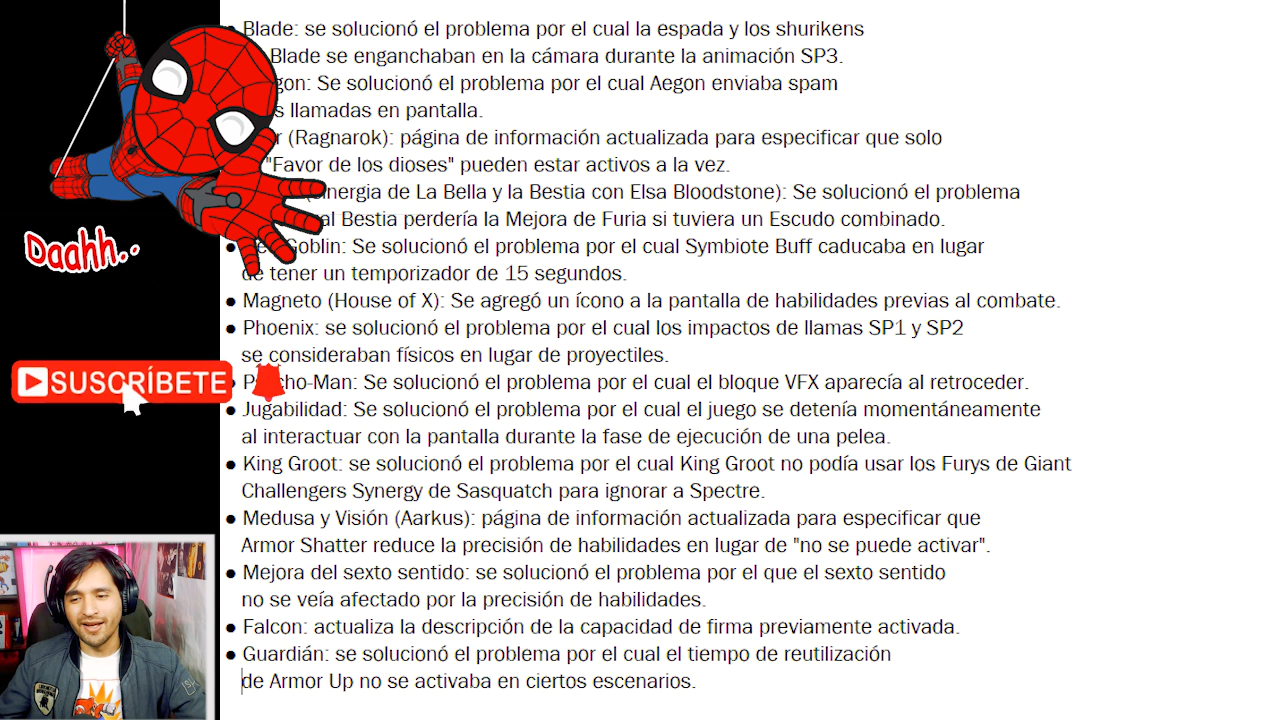 ● Blade: se solucionó el problema por el cual la espada y los shurikens
Blade se enganchaban en la cámara durante la animación SP3.
Se solucionó el problema por el cual Aegon enviaba spam
llamadas en pantalla.
(Ragnarok): página de información actualizada para especificar que solo
"Favor de los dioses" pueden estar activos a la vez.
de La Bella y la Bestia con Elsa Bloodstone): Se solucionó el problema
Bestia perdería la Mejora de Furia si tuviera un Escudo combinado.
Daahh..
● Goblin: Se solucionó el problema por el cual Symbiote Buff caducaba en lugar
de tener un temporizador de 15 segundos.
● Magneto (House of X): Se agregó un ícono a la pantalla de habilidades previas al combate.
● Phoenix: se solucionó el problema por el cual los impactos de llamas SP1 y SP2
se consideraban físicos en lugar de proyectiles.
SUSCRÍBETE
● Psycho-Man: Se solucionó el problema por el cual el bloque VFX aparecía al retroceder.
● Jugabilidad: Se solucionó el problema por el cual el juego se detenía momentáneamente
al interactuar con la pantalla durante la fase de ejecución de una pelea.
● King Groot: se solucionó el problema por el cual King Groot no podía usar los Furys de Giant
Challengers Synergy de Sasquatch para ignorar a Spectre.
● Medusa y Visión (Aarkus): página de información actualizada para especificar que
Armor Shatter reduce la precisión de habilidades en lugar de "no se puede activar".
● Mejora del sexto sentido: se solucionó el problema por el que el sexto sentido
no se veía afectado por la precisión de habilidades.
● Falcon: actualiza la descripción de la capacidad de firma previamente activada.
● Guardián: se solucionó el problema por el cual el tiempo de reutilización
de Armor Up no se activaba en ciertos escenarios.